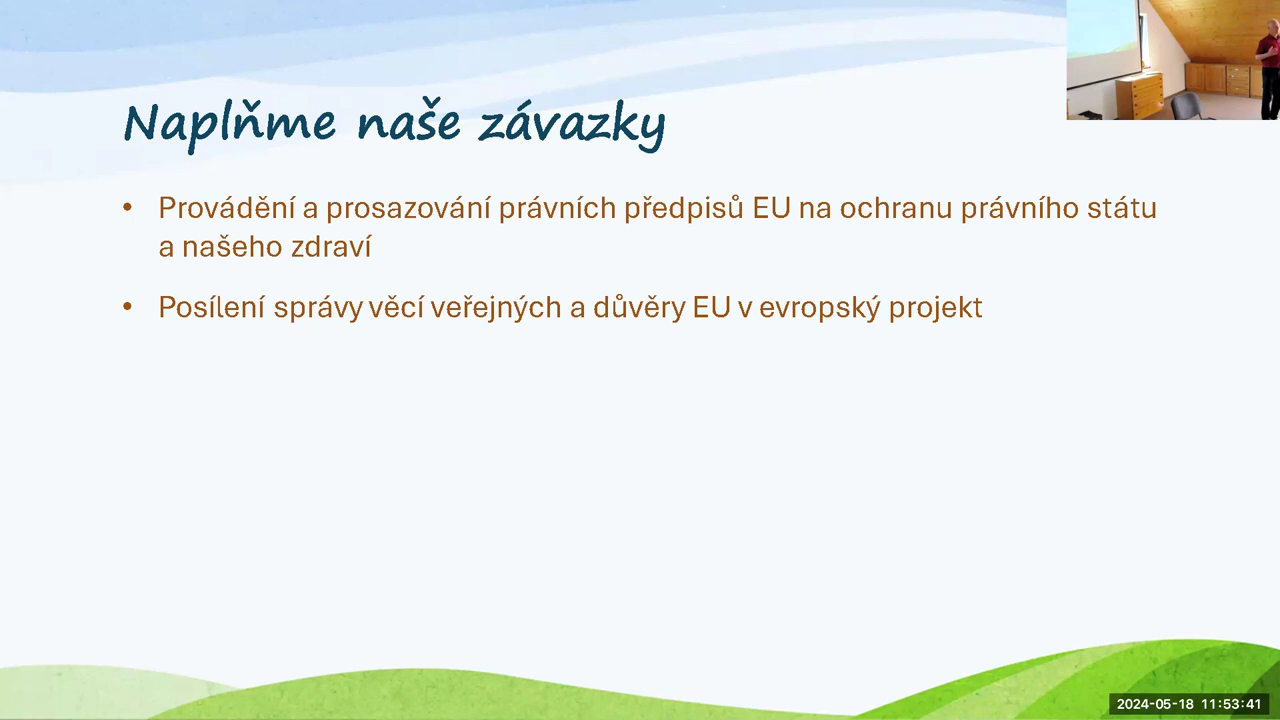 Naplňme naše závazky
• Provádění a prosazování právních předpisů EU na ochranu právního státu
a našeho zdraví
• Posílení správy věcí veřejných a důvěry EU v evropský projekt
2024-05-18 11:53:41